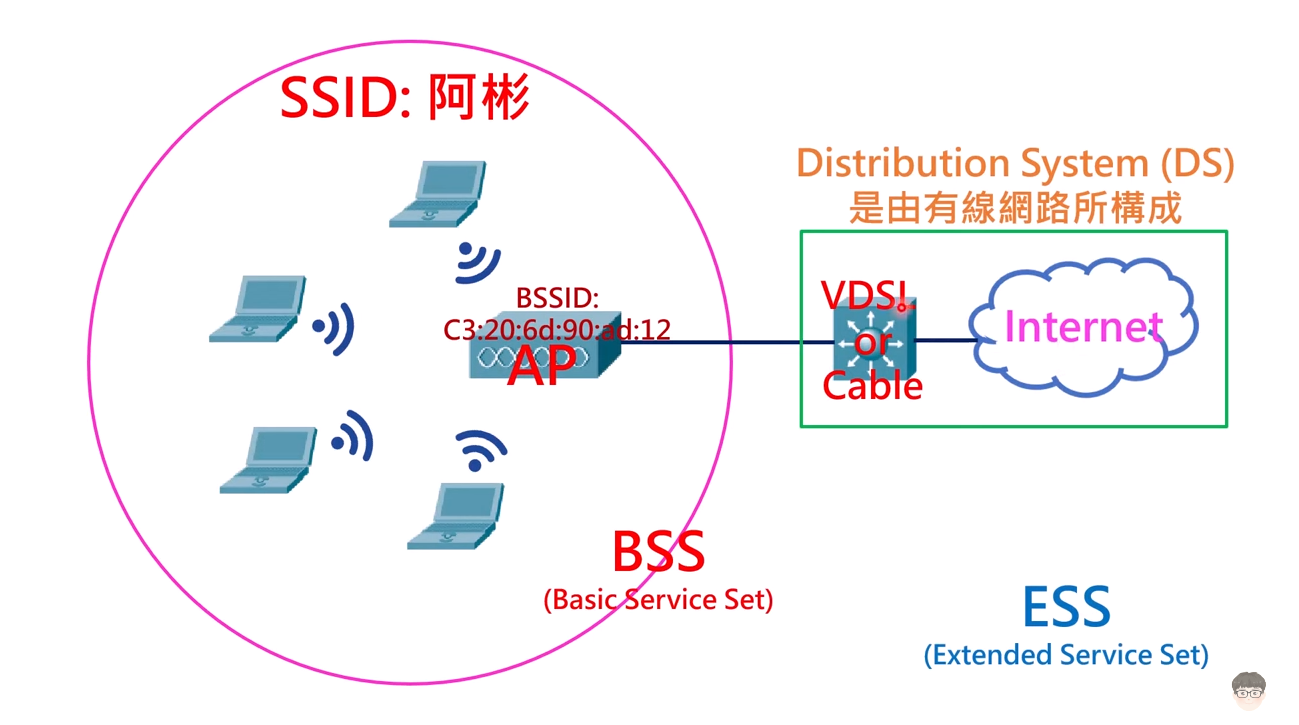 SSID: 阿彬
Distribution System (DS)
是由有線網路所構成
BSSID:
C3:20:6d:90:ad:12
AP
VDSL
or
Cable
Internet
BSS
(Basic Service Set)
ESS
(Extended Service Set)